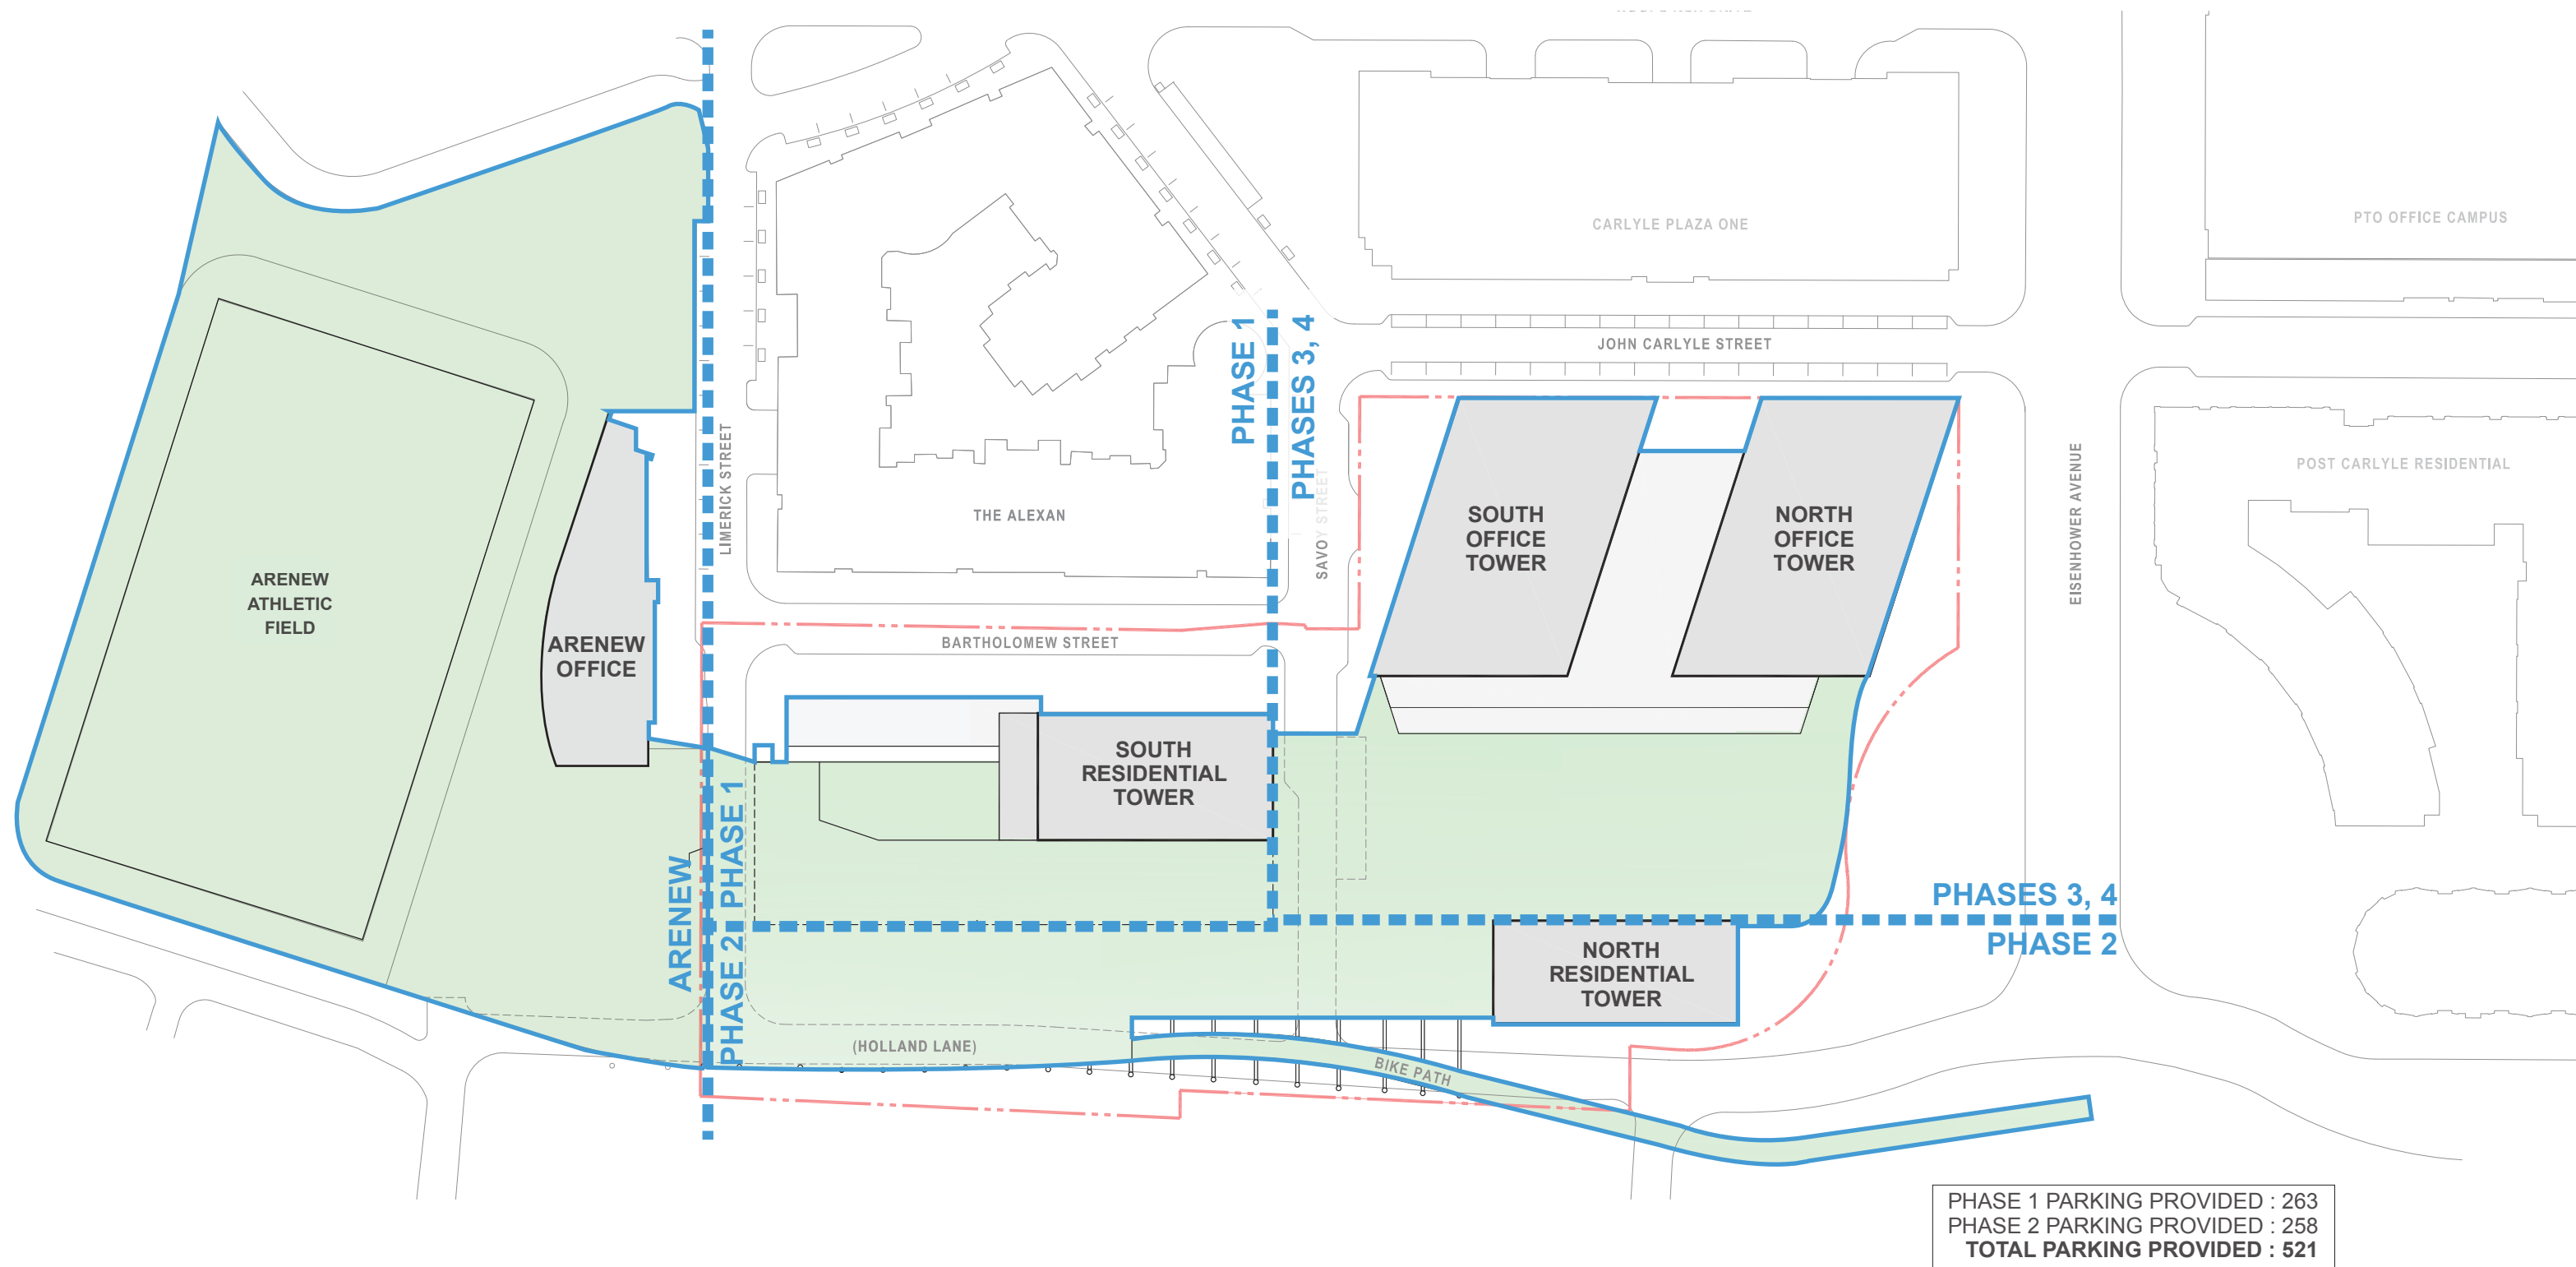 CARLYLE PLAZA ONE
PTO OFFICE CAMPUS
JOHN CARLYLE STREET
PHASE 1
PHASES 3, 4
LIMERICK STREET
SAVOY STREET
EISENHOWER AVENUE
POST CARLYLE RESIDENTIAL
THE ALEXAN
SOUTH
OFFICE
TOWER
NORTH
OFFICE
TOWER
ARENEW
ATHLETIC
FIELD
ARENEW
OFFICE
BARTHOLOMEW STREET
SOUTH
RESIDENTIAL
TOWER
ARENEW
PHASE 1
PHASE 2
PHASES 3, 4
PHASE 2
NORTH
RESIDENTIAL
TOWER
(HOLLAND LANE)
BIKE PATH
PHASE 1 PARKING PROVIDED : 263
PHASE 2 PARKING PROVIDED : 258
TOTAL PARKING PROVIDED : 521